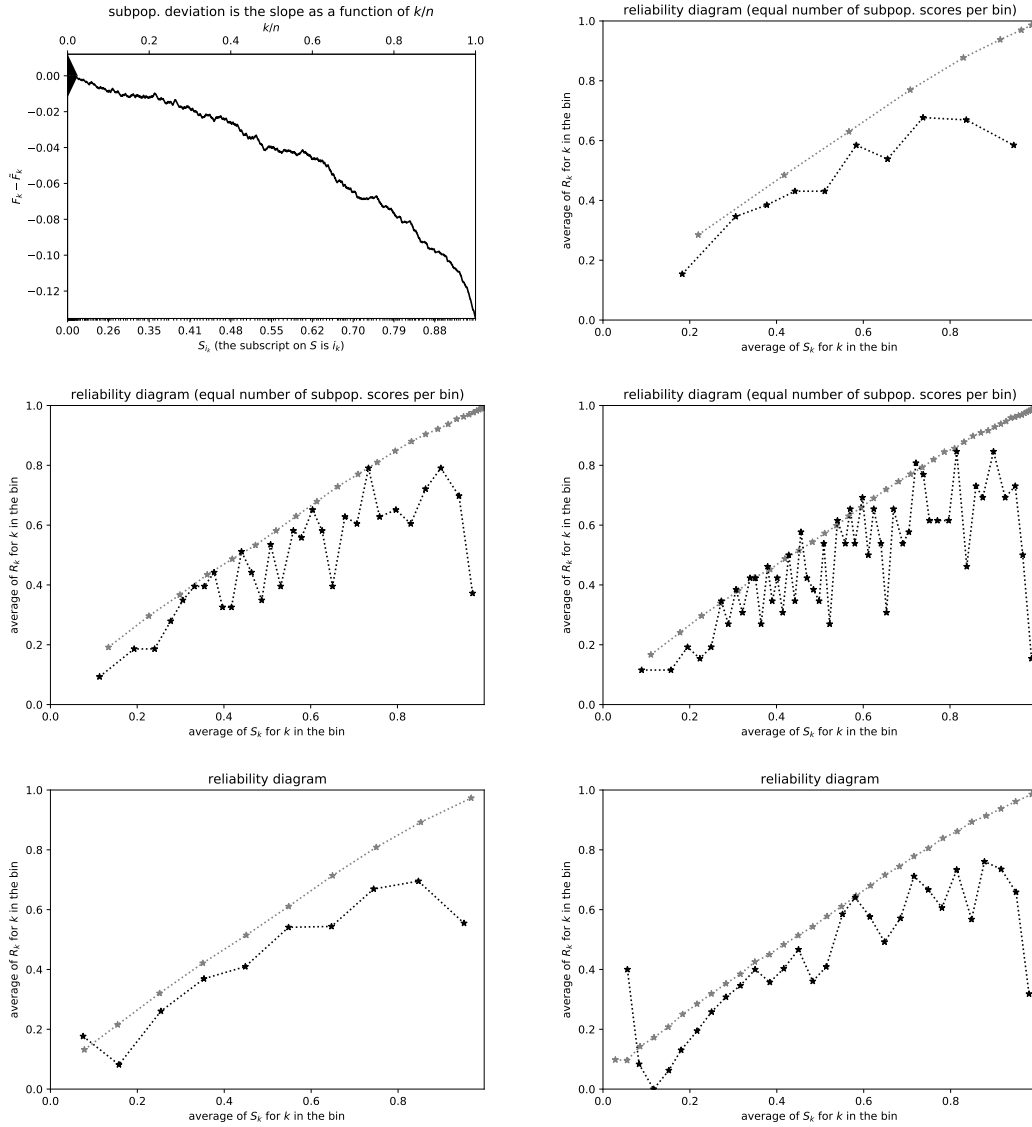 subpop. deviation is the slope as a function of k/n
k/n
0.0 0.2 0.4 0.6 0.8 1.0
0.00
−0.02
−0.04
−0.06
−0.08
−0.10
−0.12
F_k − F̃_k
0.00 0.26 0.35 0.41 0.48 0.55 0.62 0.70 0.79 0.88
S_{i_k} (the subscript on S is i_k)
reliability diagram (equal number of subpop. scores per bin)
1.0
0.8
0.6
0.4
0.2
0.0
average of R_k for k in the bin
0.0 0.2 0.4 0.6 0.8
average of S_k for k in the bin
reliability diagram (equal number of subpop. scores per bin)
1.0
0.8
0.6
0.4
0.2
0.0
average of R_k for k in the bin
0.0 0.2 0.4 0.6 0.8
average of S_k for k in the bin
reliability diagram (equal number of subpop. scores per bin)
1.0
0.8
0.6
0.4
0.2
0.0
average of R_k for k in the bin
0.0 0.2 0.4 0.6 0.8
average of S_k for k in the bin
reliability diagram
1.0
0.8
0.6
0.4
0.2
0.0
average of R_k for k in the bin
0.0 0.2 0.4 0.6 0.8
average of S_k for k in the bin
reliability diagram
1.0
0.8
0.6
0.4
0.2
0.0
average of R_k for k in the bin
0.0 0.2 0.4 0.6 0.8
average of S_k for k in the bin